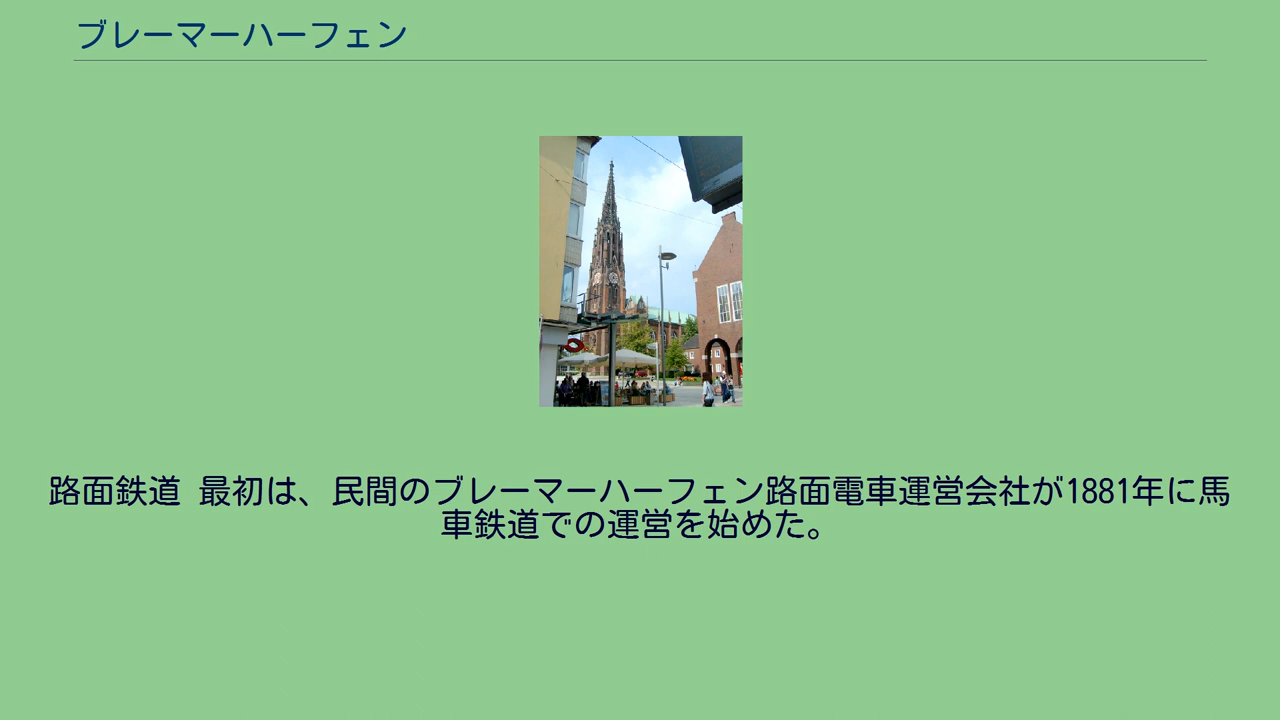 ブレーマーハーフェン
路面鉄道 最初は、民間のブレーマーハーフェン路面電車運営会社が1881年に馬
車鉄道での運営を始めた。